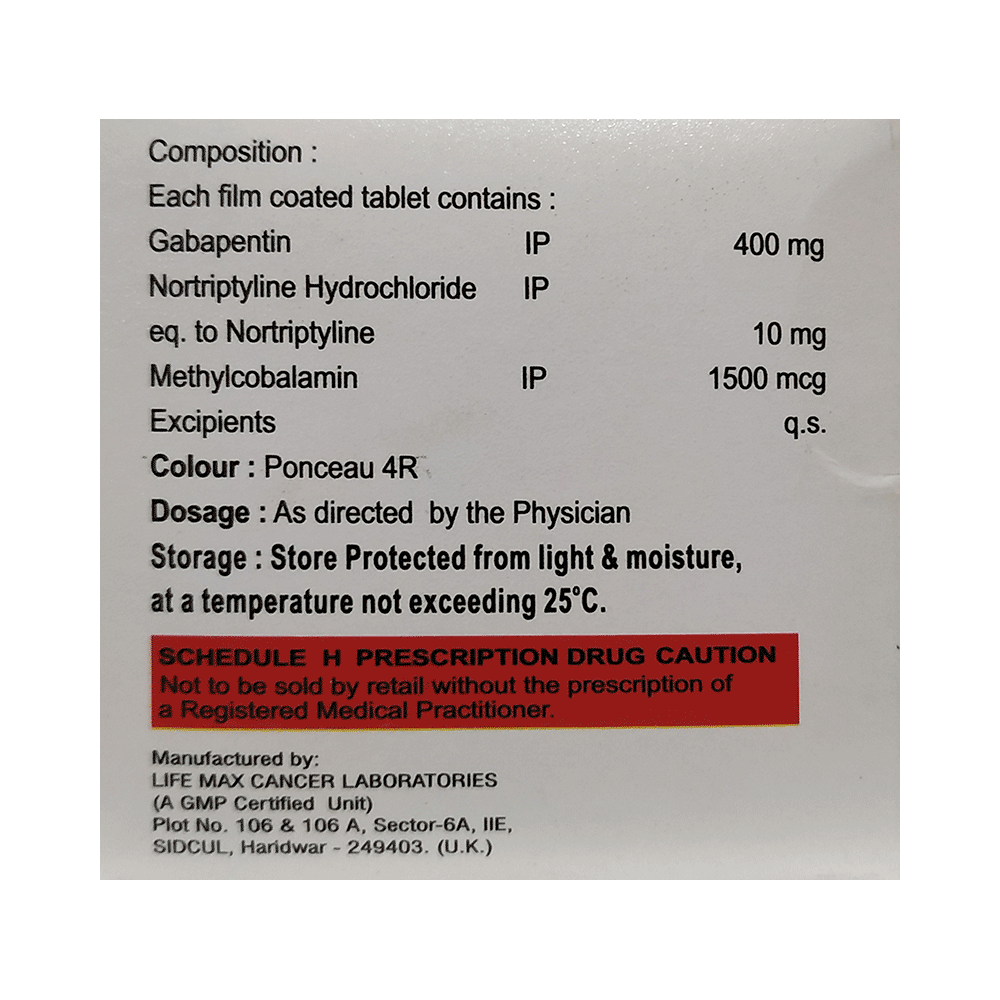 Composition :
Each film coated tablet contains :
Gabapentin IP 400 mg
Nortriptyline Hydrochloride IP
eq. to Nortriptyline 10 mg
Methylcobalamin IP 1500 mcg
Excipients q.s.
Colour : Ponceau 4R
Dosage : As directed by the Physician
Storage : Store Protected from light & moisture,
at a temperature not exceeding 25°C.
SCHEDULE H PRESCRIPTION DRUG CAUTION
Not to be sold by retail without the prescription of
a Registered Medical Practitioner.
Manufactured by:
LIFE MAX CANCER LABORATORIES
(A GMP Certified Unit)
Plot No. 106 & 106 A, Sector-6A, IIE,
SIDCUL, Haridwar - 249403. (U.K.)